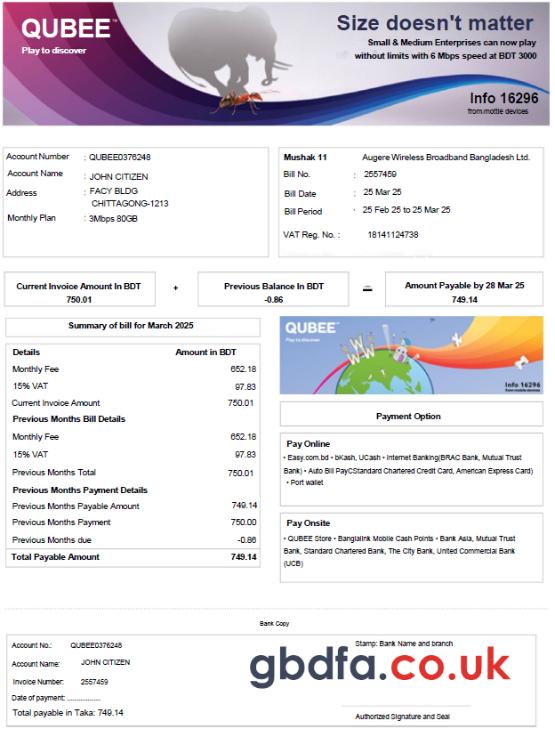 QUBEE™
Play to discover
Size doesn't matter
Small & Medium Enterprises can now play
without limits with 6 Mbps speed at BDT 3000
Info 16296
from mottle devices
Account Number : QUBEE0376248
Account Name : JOHN CITIZEN
Address : FACY BLDG
CHITTAGONG-1213
Monthly Plan : 3Mbps 80GB
Mushak 11 Augere Wireless Broadband Bangladesh Ltd.
Bill No. : 2557459
Bill Date : 25 Mar 25
Bill Period : 25 Feb 25 to 25 Mar 25
VAT Reg. No. : 18141124738
Current Invoice Amount In BDT
750.01
+
Previous Balance In BDT
-0.86
=
Amount Payable by 28 Mar 25
749.14
Summary of bill for March 2025
Details Amount in BDT
Monthly Fee 652.18
15% VAT 97.83
Current Invoice Amount 750.01
Previous Months Bill Details
Monthly Fee 652.18
15% VAT 97.83
Previous Months Total 750.01
Previous Months Payment Details
Previous Months Payable Amount 749.14
Previous Months Payment 750.00
Previous Months due -0.86
Total Payable Amount 749.14
QUBEE™
Play to discover
WWW
Info 16296
from mobile devices
Payment Option
Pay Online
• Easy.com.bd • bKash, UCash • Internet Banking(BRAC Bank, Mutual Trust
Bank) • Auto Bill PayCStandard Chartered Credit Card, American Express Card)
• Port wallet
Pay Onsite
• QUBEE Store • Banglalink Mobile Cash Points • Bank Asia, Mutual Trust
Bank, Standard Chartered Bank, The City Bank, United Commercial Bank
(UCB)
Bank Copy
Account No.: QUBEE0376248
Account Name: JOHN CITIZEN
Invoice Number: 2557459
Date of payment: ..................
Total payable in Taka: 749.14
Stamp: Bank Name and branch
gbdfa.co.uk
Authorized Signature and Seal